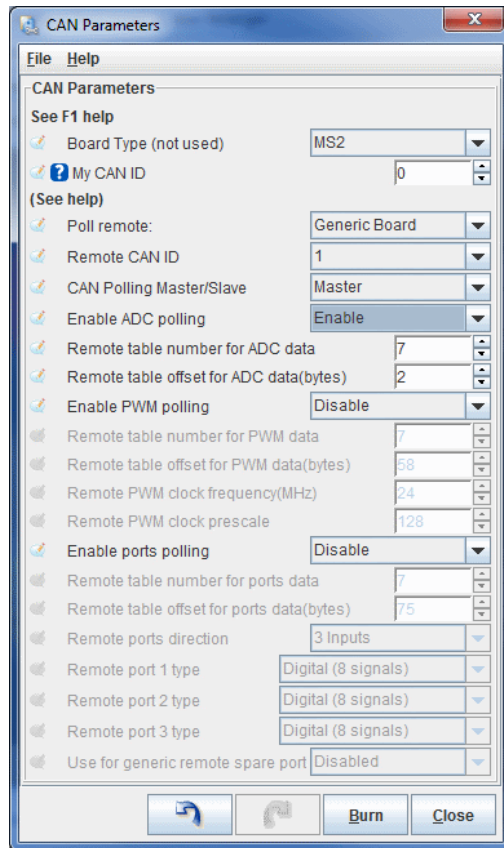 CAN Parameters
File Help
CAN Parameters
See F1 help
Board Type (not used) MS2
? My CAN ID 0
(See help)
Poll remote: Generic Board
Remote CAN ID 1
CAN Polling Master/Slave Master
Enable ADC polling Enable
Remote table number for ADC data 7
Remote table offset for ADC data(bytes) 2
Enable PWM polling Disable
Remote table number for PWM data 7
Remote table offset for PWM data(bytes) 58
Remote PWM clock frequency(MHz) 24
Remote PWM clock prescale 128
Enable ports polling Disable
Remote table number for ports data 7
Remote table offset for ports data(bytes) 75
Remote ports direction 3 Inputs
Remote port 1 type Digital (8 signals)
Remote port 2 type Digital (8 signals)
Remote port 3 type Digital (8 signals)
Use for generic remote spare port Disabled
Burn Close